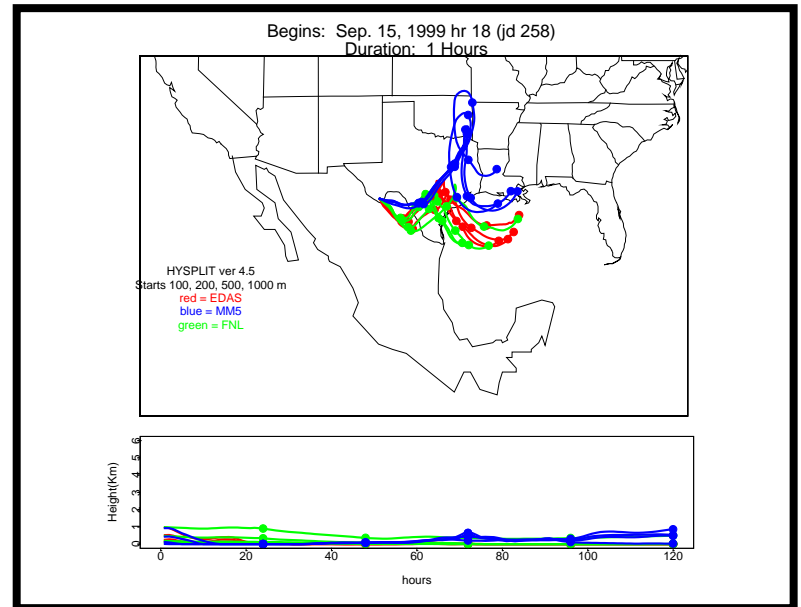 Begins: Sep. 15, 1999 hr 18 (jd 258)
Duration: 1 Hours
HYSPLIT ver 4.5
Starts 100, 200, 500, 1000 m
red = EDAS
blue = MM5
green = FNL
Height(Km)
6
5
4
3
2
1
0
0 20 40 60 80 100 120
hours